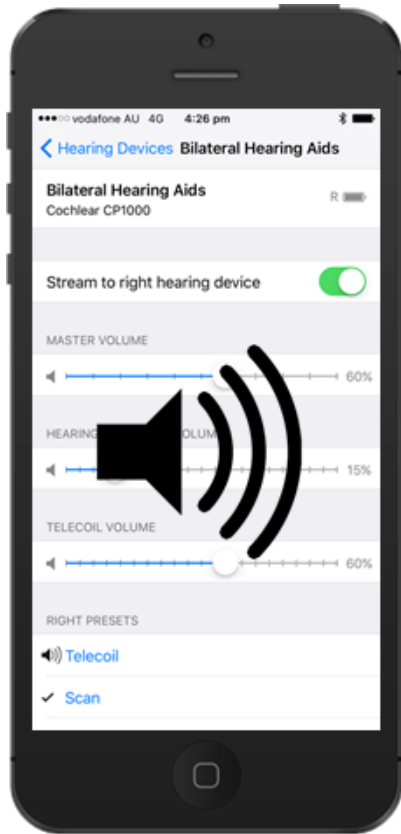 vodafone AU 4G 4:26 pm
Hearing Devices Bilateral Hearing Aids
Bilateral Hearing Aids
Cochlear CP1000
R
Stream to right hearing device
MASTER VOLUME
60%
HEARING
15%
TELECOIL VOLUME
60%
RIGHT PRESETS
Telecoil
Scan